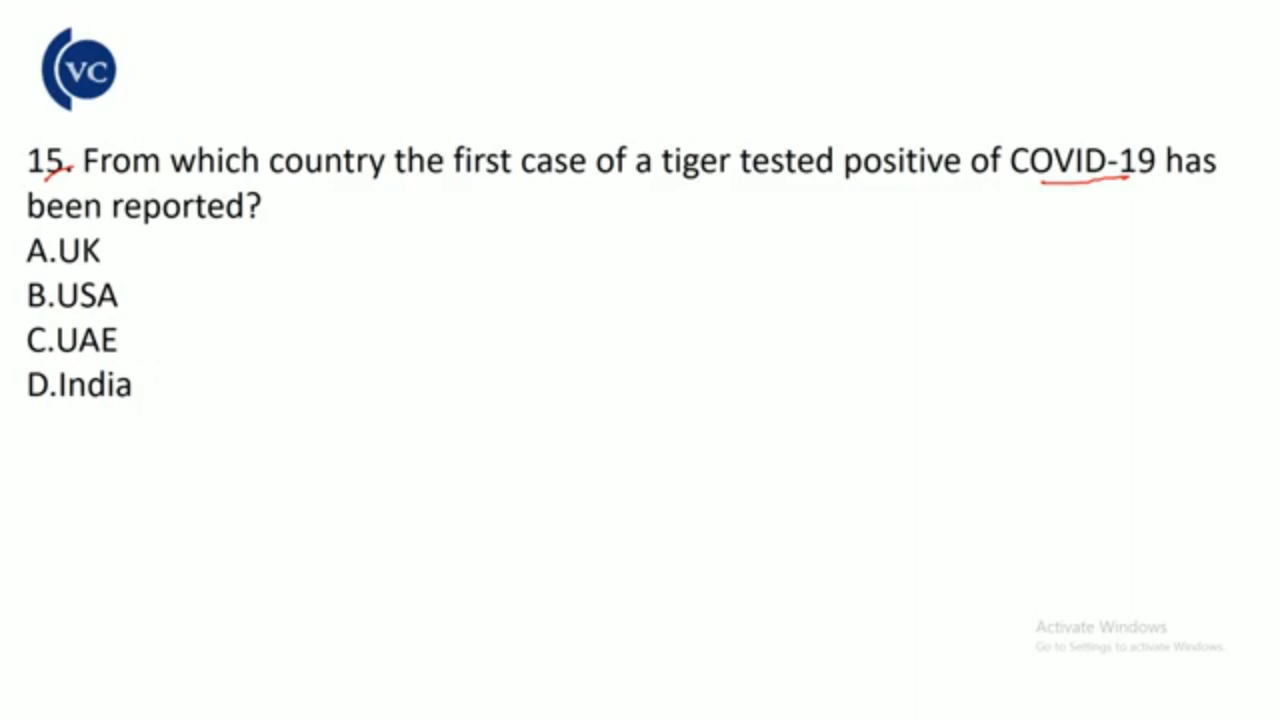 VC
15. From which country the first case of a tiger tested positive of COVID-19 has
been reported?
A.UK
B.USA
C.UAE
D.India
Activate Windows
Go to Settings to activate Windows.